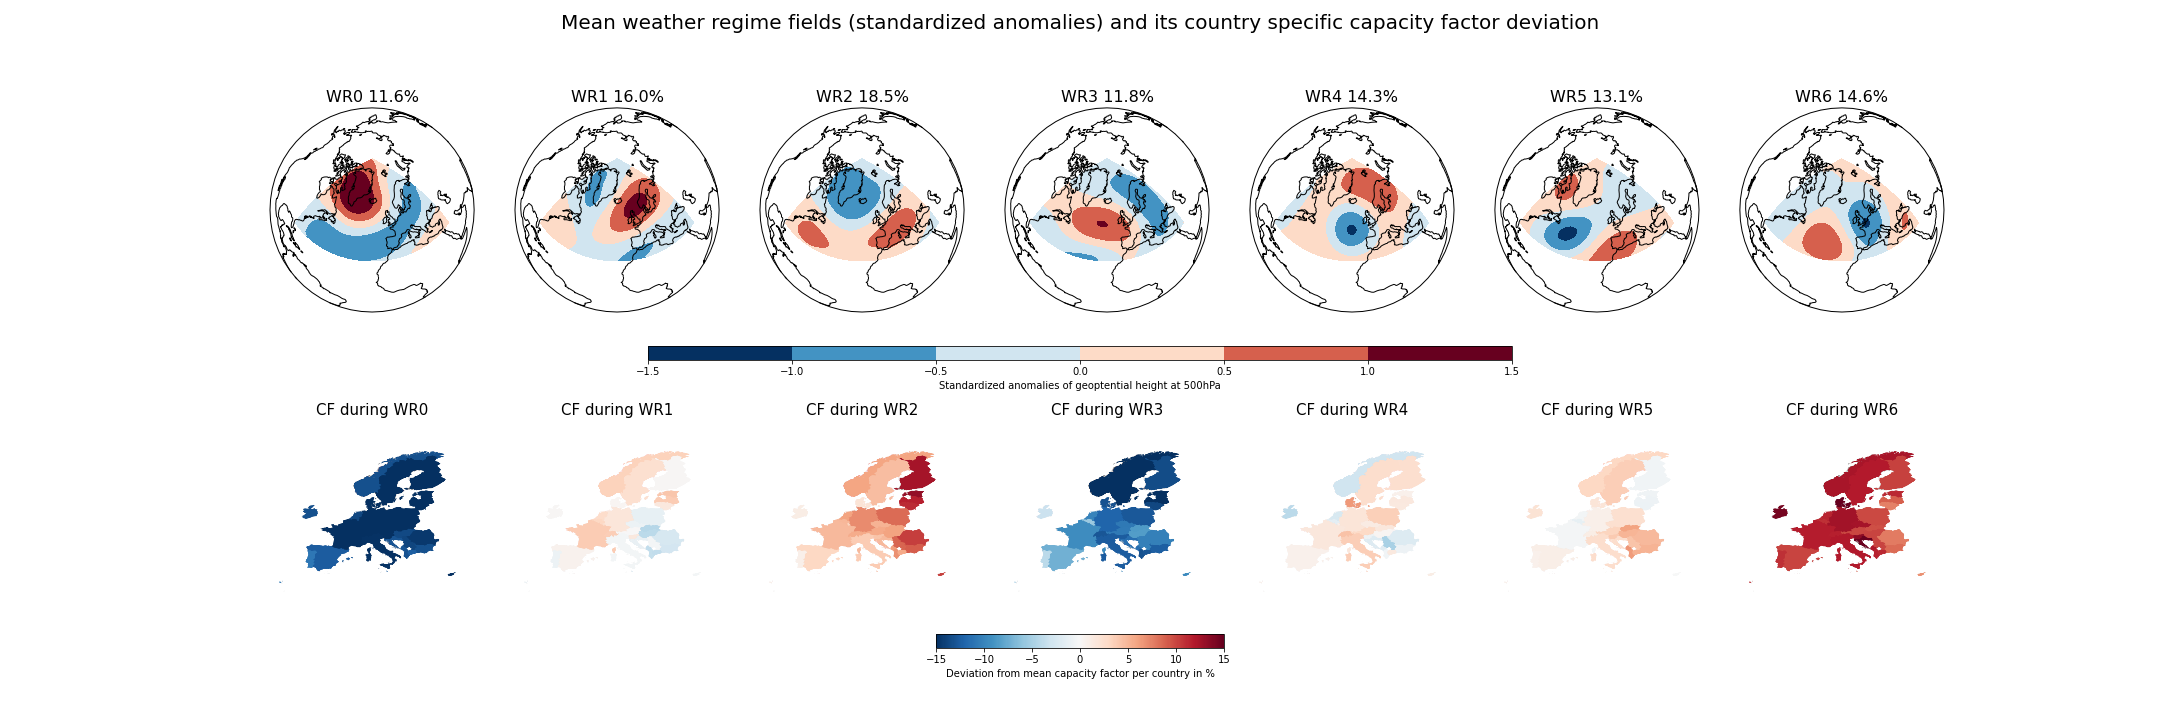 Mean weather regime fields (standardized anomalies) and its country specific capacity factor deviation
WR0 11.6%
WR1 16.0%
WR2 18.5%
WR3 11.8%
WR4 14.3%
WR5 13.1%
WR6 14.6%
−1.5 −1.0 −0.5 0.0 0.5 1.0 1.5
Standardized anomalies of geoptential height at 500hPa
CF during WR0
CF during WR1
CF during WR2
CF during WR3
CF during WR4
CF during WR5
CF during WR6
−15 −10 −5 0 5 10 15
Deviation from mean capacity factor per country in %